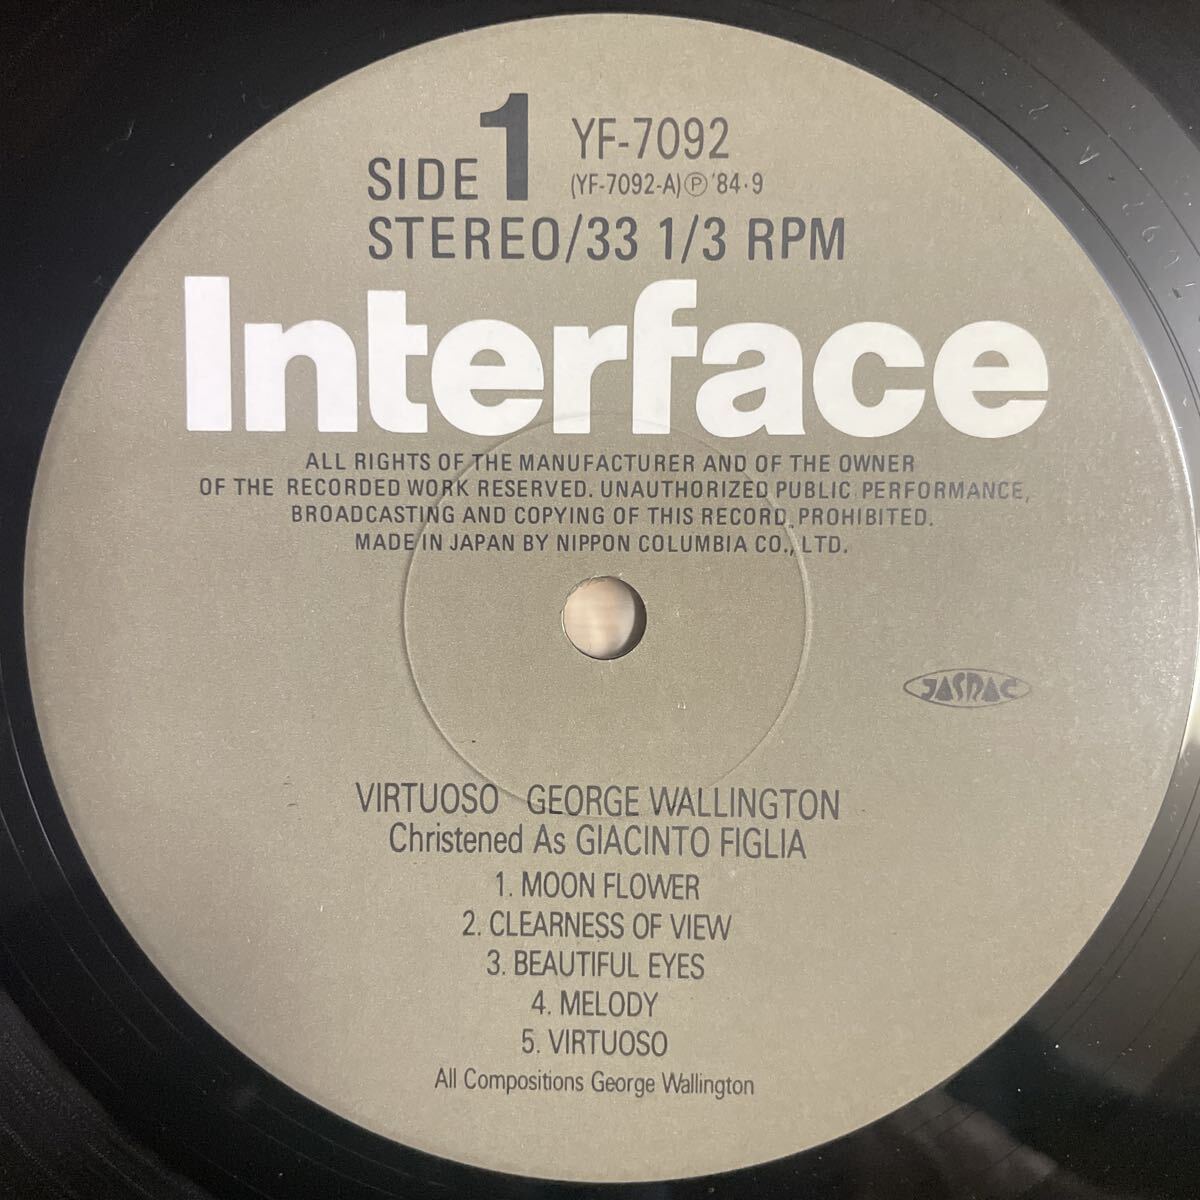 SIDE 1 YF-7092
(YF-7092-A)Ⓟ'84·9
STEREO/33 1/3 RPM
Interface
ALL RIGHTS OF THE MANUFACTURER AND OF THE OWNER
OF THE RECORDED WORK RESERVED. UNAUTHORIZED PUBLIC PERFORMANCE,
BROADCASTING AND COPYING OF THIS RECORD PROHIBITED.
MADE IN JAPAN BY NIPPON COLUMBIA CO., LTD.
JASRAC
VIRTUOSO GEORGE WALLINGTON
Christened As GIACINTO FIGLIA
1. MOON FLOWER
2. CLEARNESS OF VIEW
3. BEAUTIFUL EYES
4. MELODY
5. VIRTUOSO
All Compositions George Wallington